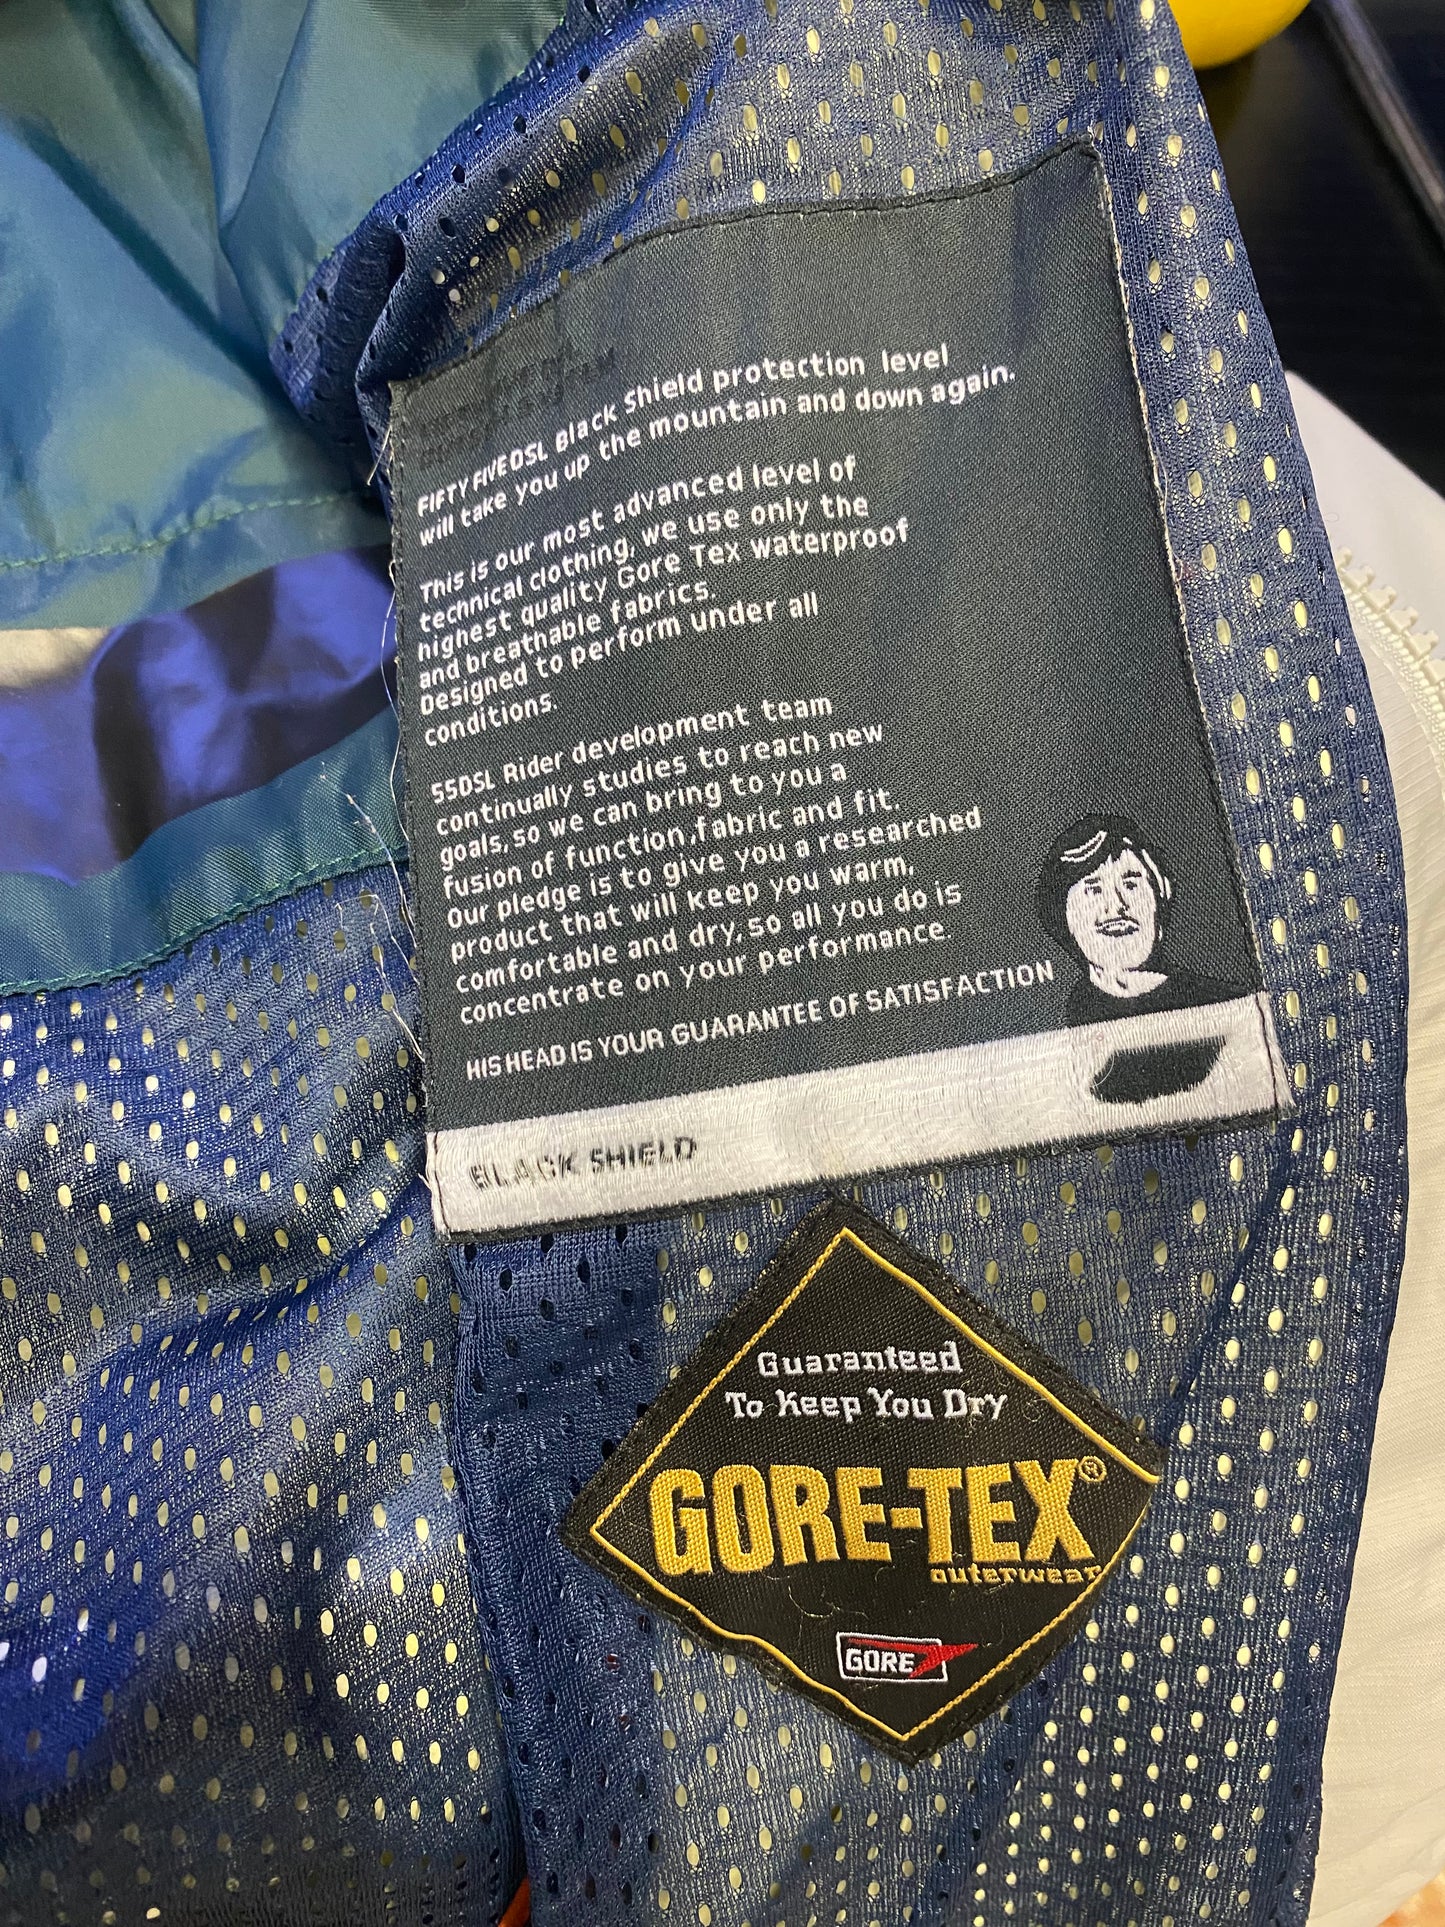 FIFTY FIVE DSL Black Shield protection level
will take you up the mountain and down again.
This is our most advanced level of
technical clothing, we use only the
highest quality Gore Tex waterproof
and breathable fabrics.
Designed to perform under all
conditions.
55DSL Rider development team
continually studies to reach new
goals, so we can bring to you a
fusion of function, fabric and fit.
Our pledge is to give you a researched
product that will keep you warm,
comfortable and dry, so all you do is
concentrate on your performance.
HIS HEAD IS YOUR GUARANTEE OF SATISFACTION
BLACK SHIELD
Guaranteed
To Keep You Dry
GORE-TEX®
outerwear
GORE